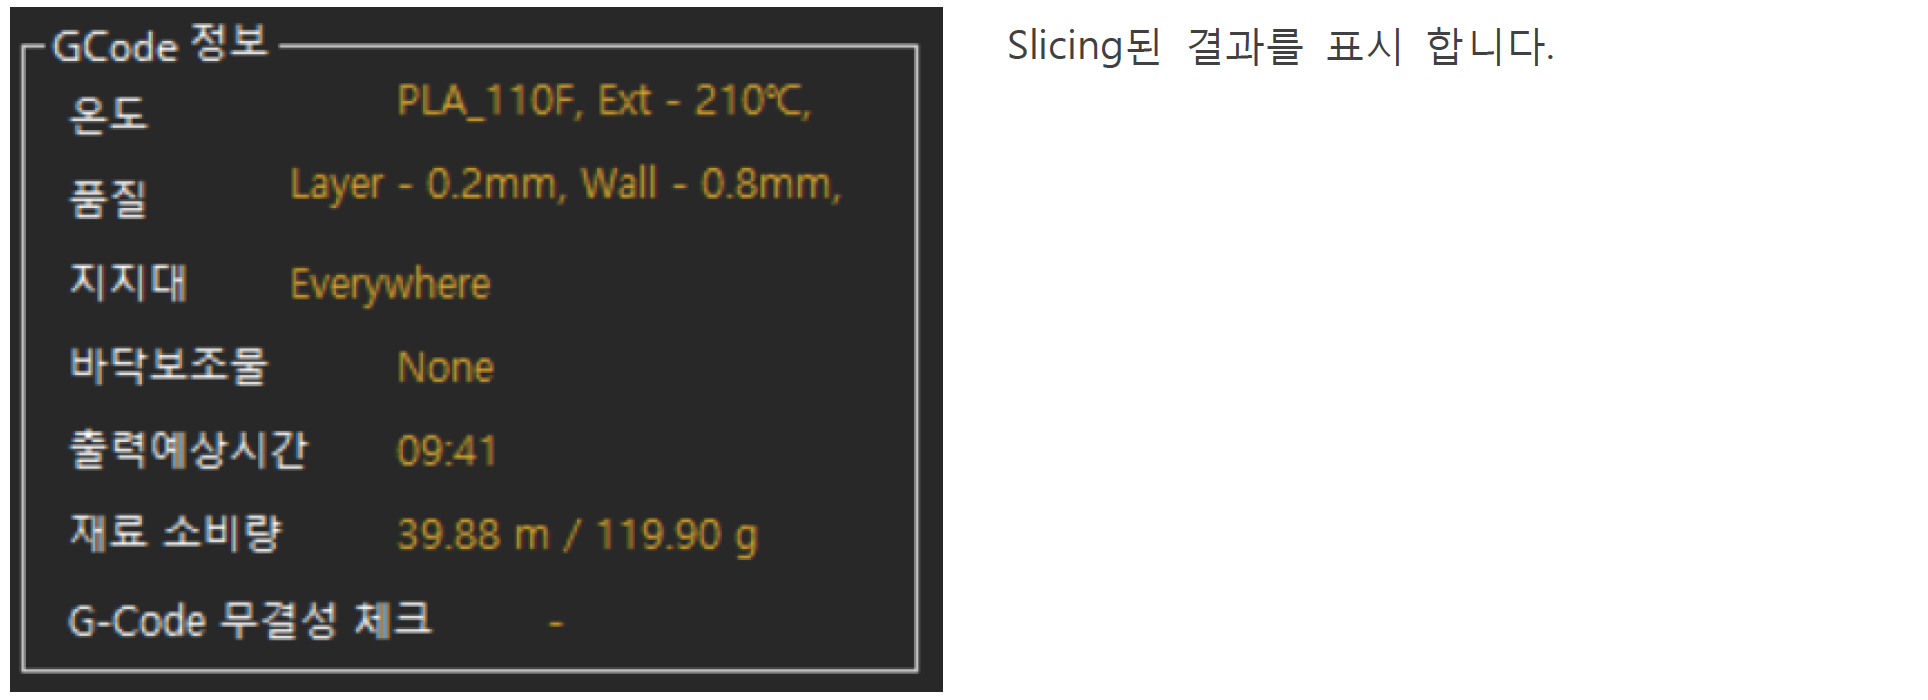 GCode 정보
온도 PLA_110F, Ext - 210℃,
품질 Layer - 0.2mm, Wall - 0.8mm,
지지대 Everywhere
바닥보조물 None
출력예상시간 09:41
재료 소비량 39.88 m / 119.90 g
G-Code 무결성 체크 -
Slicing된 결과를 표시 합니다.